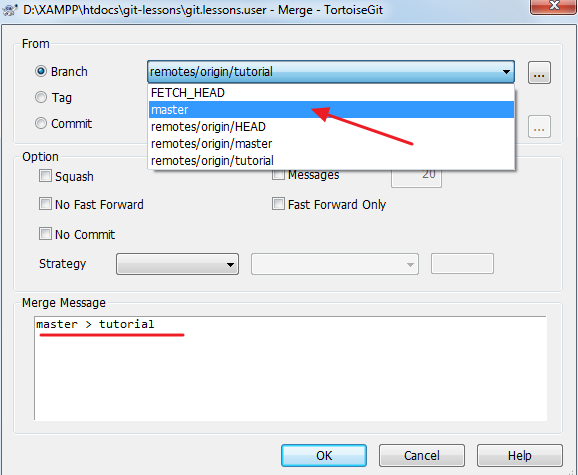 D:\XAMPP\htdocs\git-lessons\git.lessons.user - Merge - TortoiseGit
From
Branch
remotes/origin/tutorial
...
Tag
FETCH_HEAD
master
Commit
remotes/origin/HEAD
...
remotes/origin/master
remotes/origin/tutorial
Option
Squash
Messages
20
No Fast Forward
Fast Forward Only
No Commit
Strategy
Merge Message
master > tutorial
OK
Cancel
Help